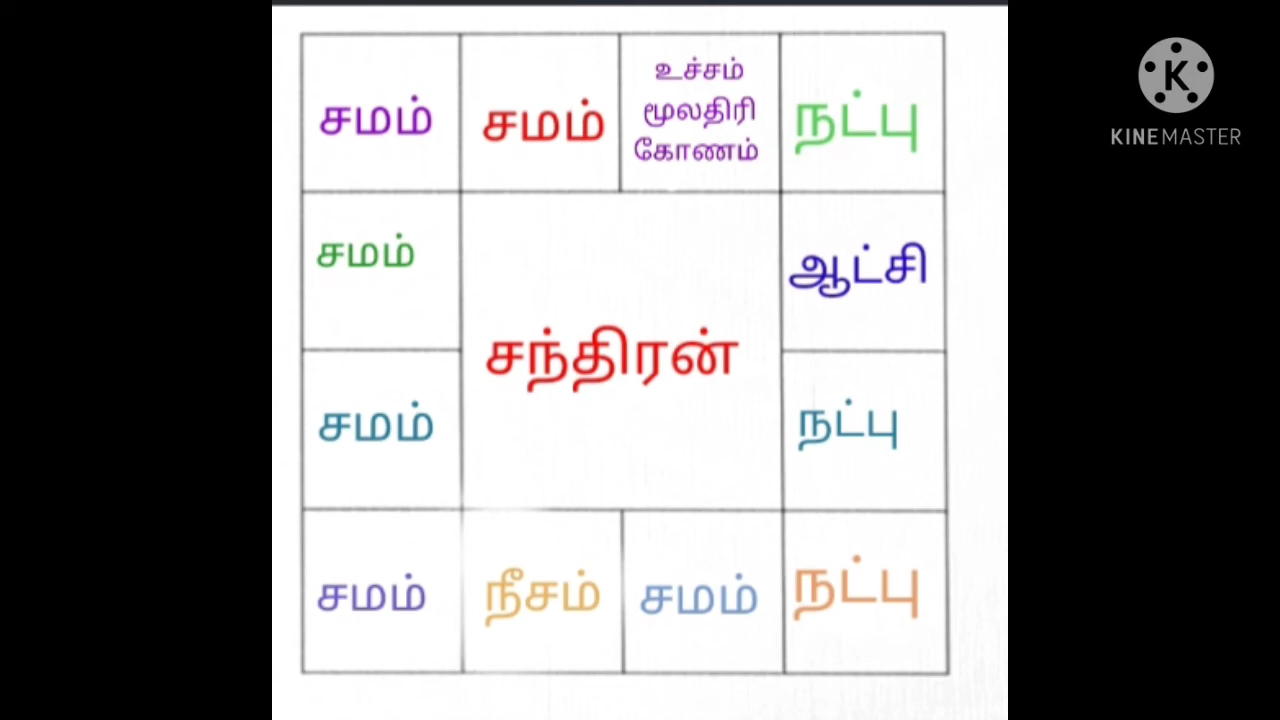 சமம்
சமம்
உச்சம்
மூலதிரி
கோணம்
நட்பு
KINEMASTER
சமம்
ஆட்சி
சந்திரன்
சமம்
நட்பு
சமம்
நீசம்
சமம்
நட்பு